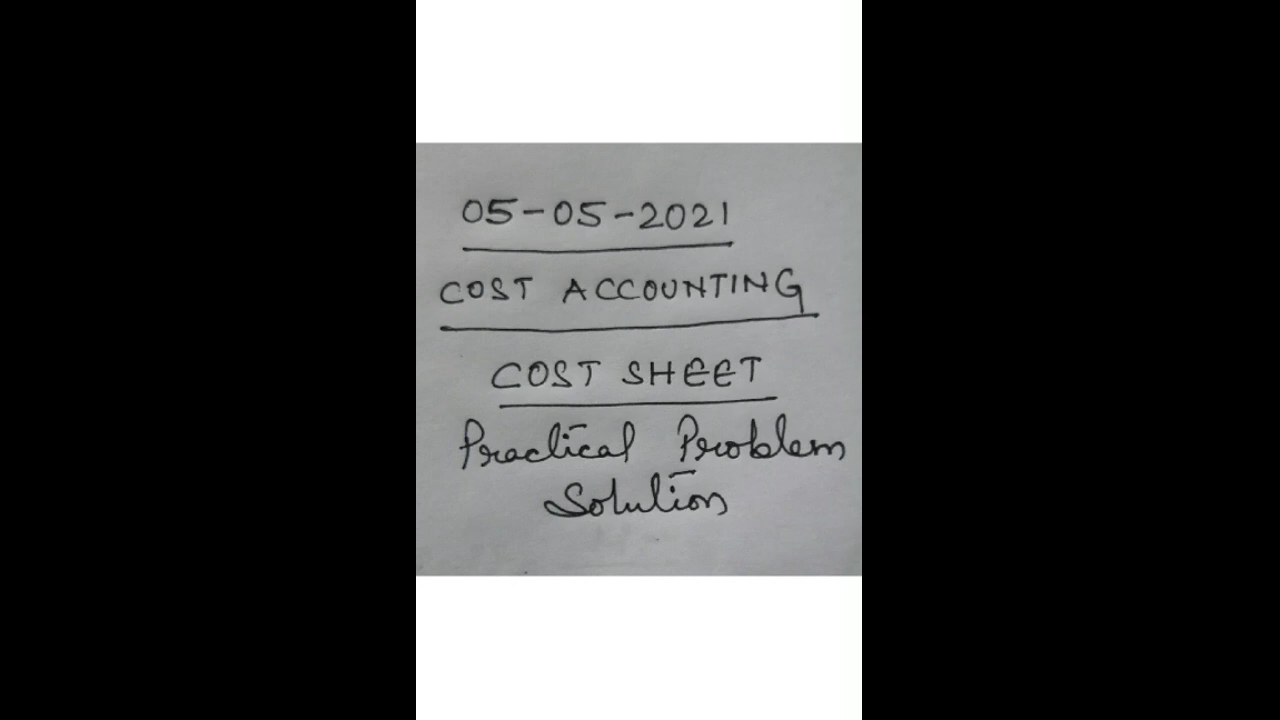 05-05-2021
COST ACCOUNTING
COST SHEET
Practical Problem
Solution